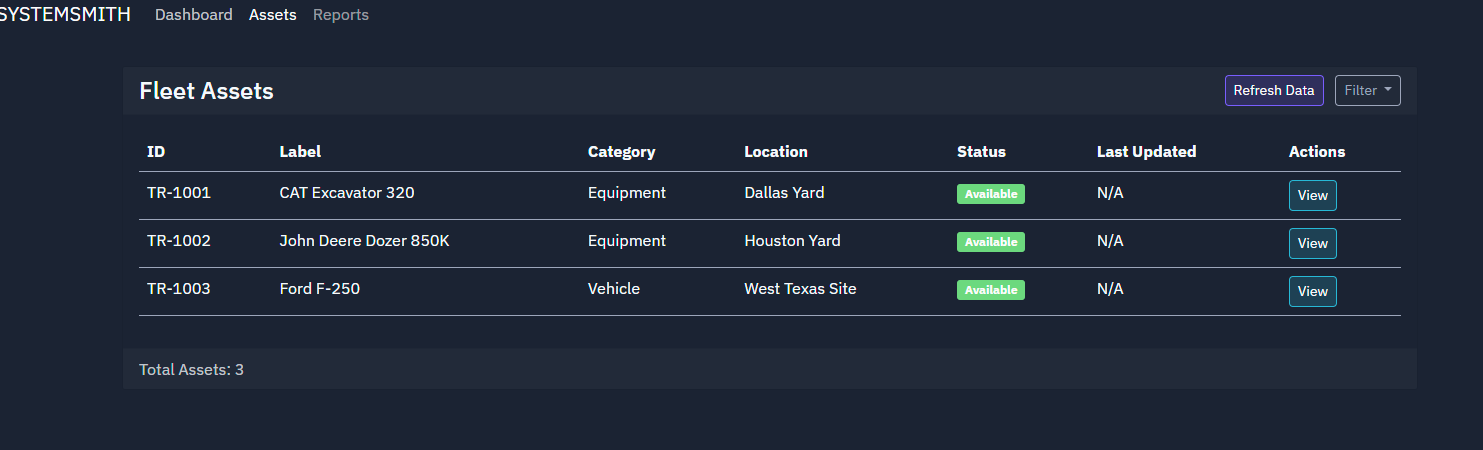 SYSTEMSMITH Dashboard Assets Reports
Fleet Assets Refresh Data Filter
ID Label Category Location Status Last Updated Actions
TR-1001 CAT Excavator 320 Equipment Dallas Yard Available N/A View
TR-1002 John Deere Dozer 850K Equipment Houston Yard Available N/A View
TR-1003 Ford F-250 Vehicle West Texas Site Available N/A View
Total Assets: 3